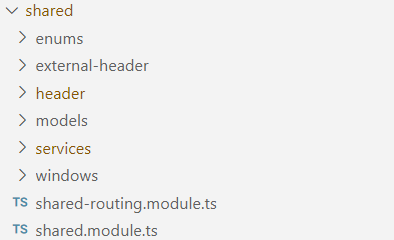 shared
enums
external-header
header
models
services
windows
TS shared-routing.module.ts
TS shared.module.ts